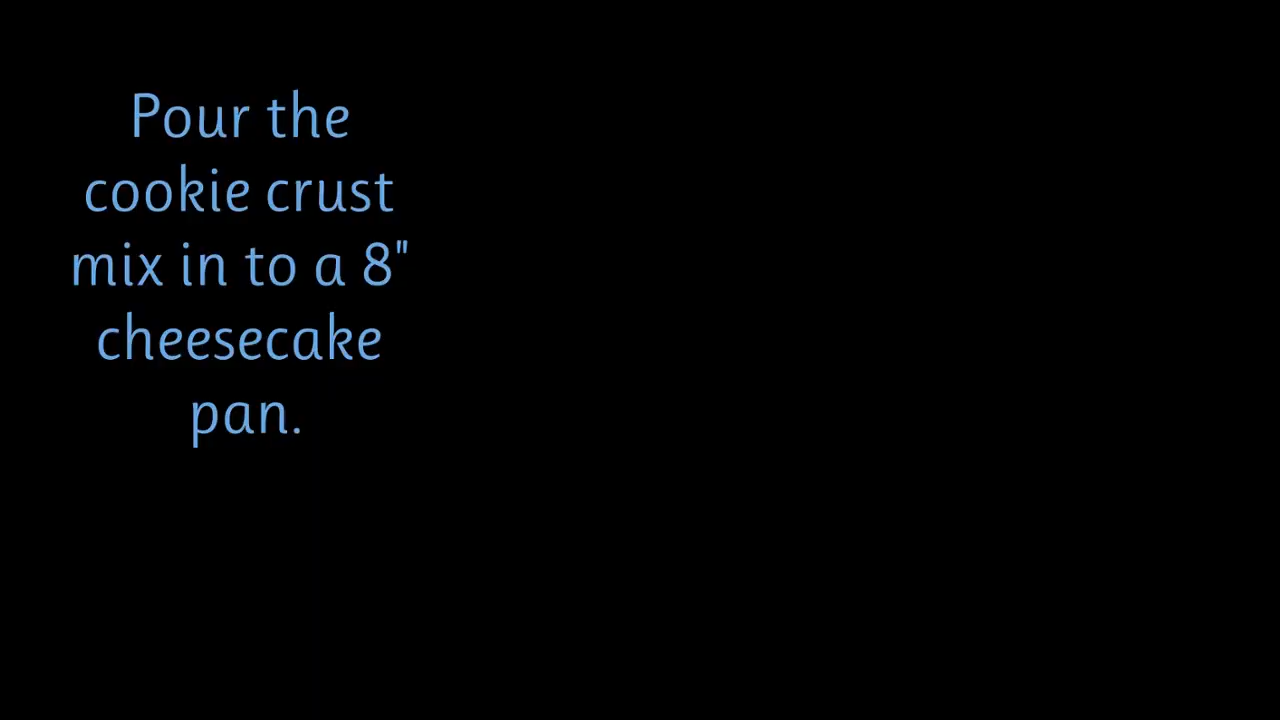 Pour the
cookie crust
mix in to a 8"
cheesecake
pan.